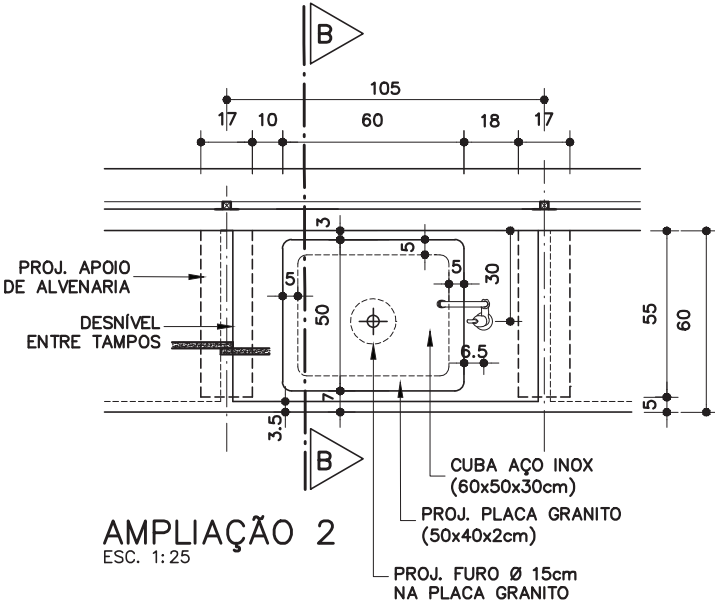 B
105
17 10 60 18 17
3
5
5
5
30
50
55
60
PROJ. APOIO
DE ALVENARIA
DESNÍVEL
ENTRE TAMPOS
6.5
7
5
3.5
B
CUBA AÇO INOX
(60x50x30cm)
PROJ. PLACA GRANITO
(50x40x2cm)
AMPLIAÇÃO 2
ESC. 1:25
PROJ. FURO Ø 15cm
NA PLACA GRANITO